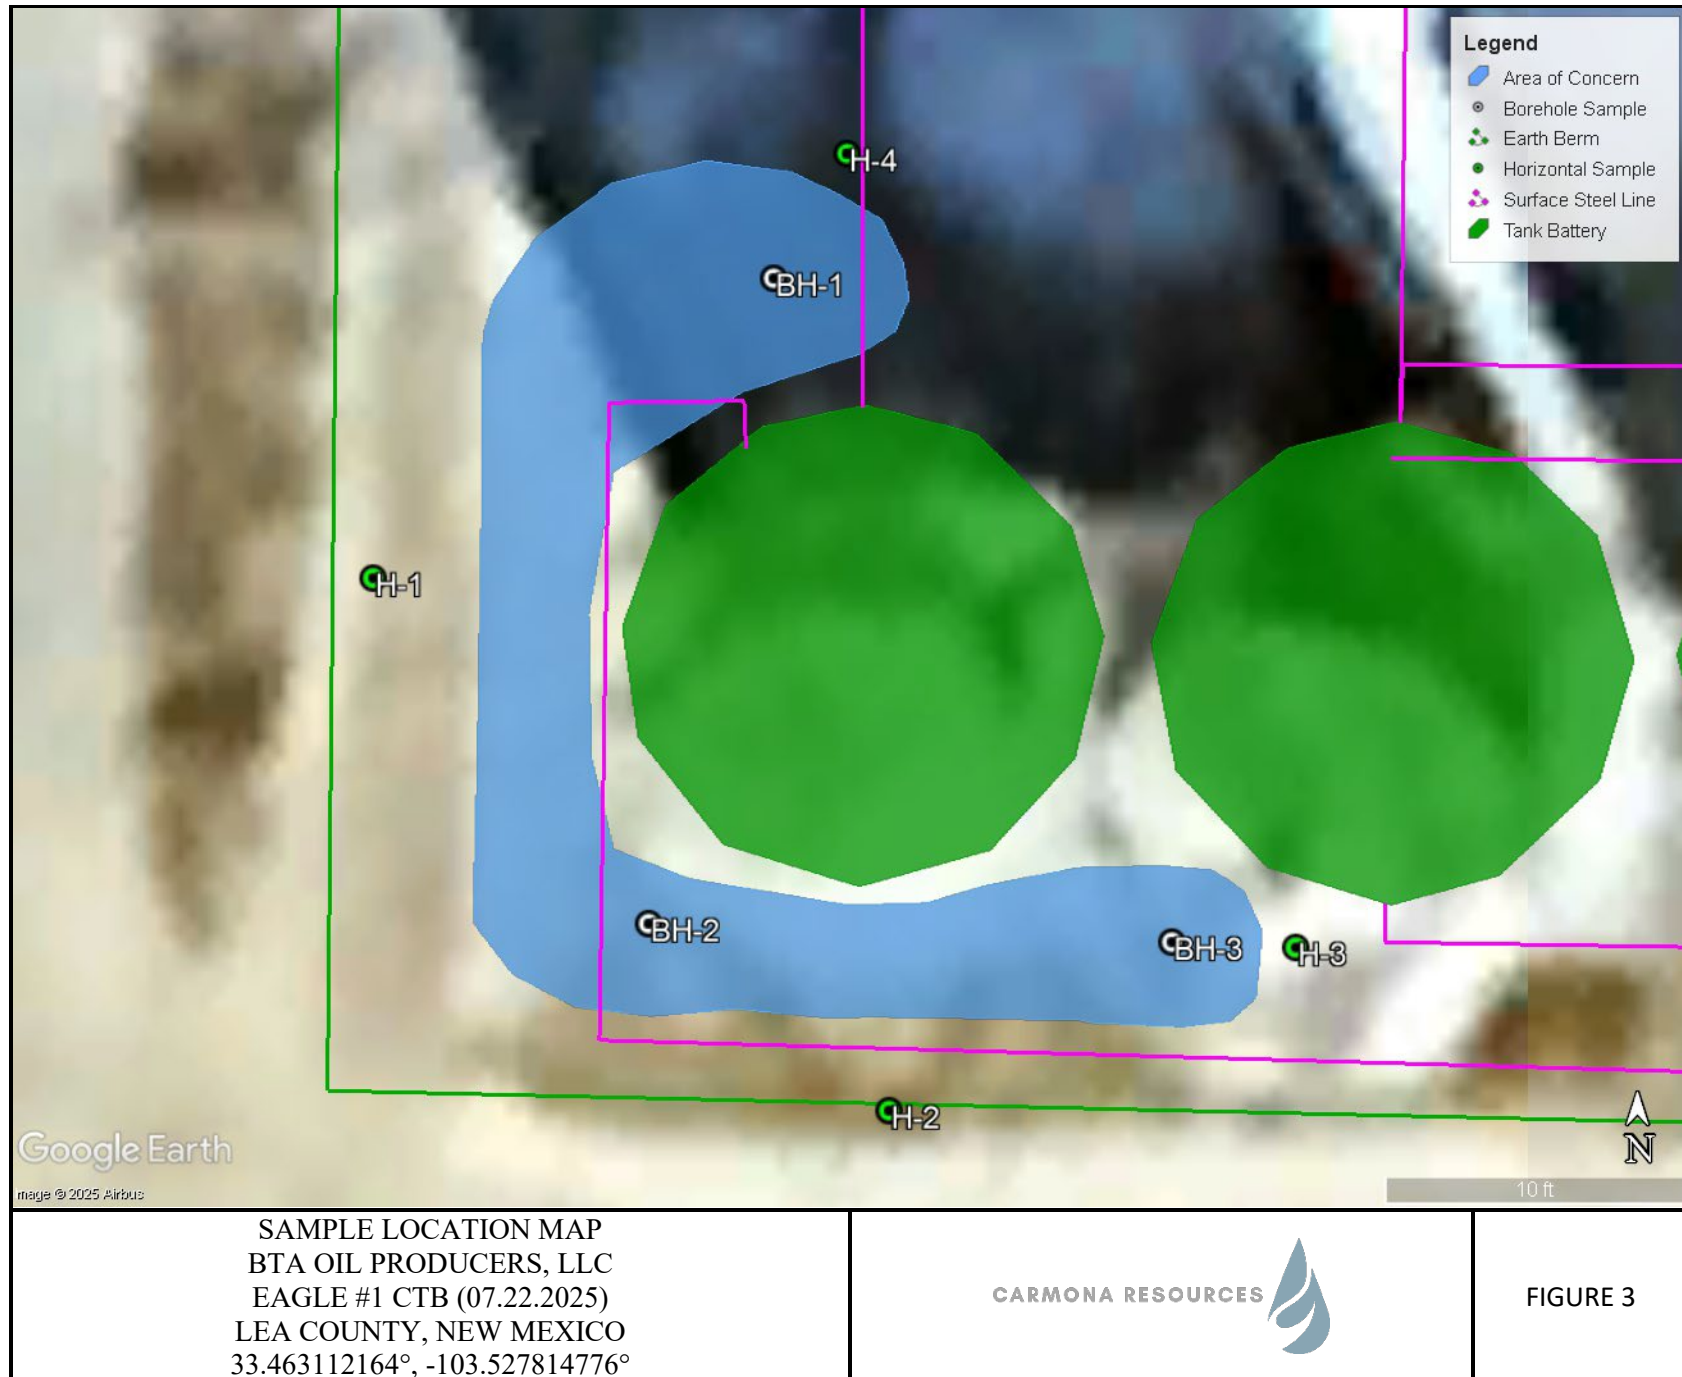 Legend
Area of Concern
Borehole Sample
Earth Berm
Horizontal Sample
Surface Steel Line
Tank Battery
H-4
BH-1
H-1
BH-2
BH-3
H-3
H-2
N
Google Earth
Image © 2025 Airbus
10 ft
SAMPLE LOCATION MAP
BTA OIL PRODUCERS, LLC
EAGLE #1 CTB (07.22.2025)
LEA COUNTY, NEW MEXICO
33.463112164°, -103.527814776°
CARMONA RESOURCES
FIGURE 3